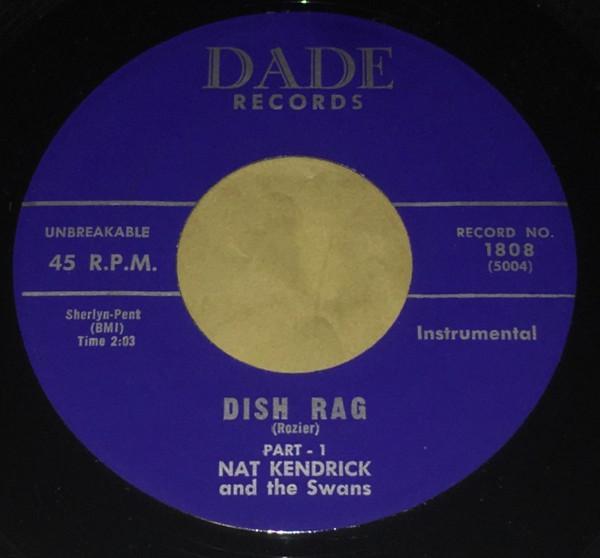 DADE
RECORDS
UNBREAKABLE
45 R.P.M.
RECORD NO.
1808
(5004)
Sherlyn-Pent
(BMI)
Time 2:03
Instrumental
DISH RAG
(Rozier)
PART - 1
NAT KENDRICK
and the Swans